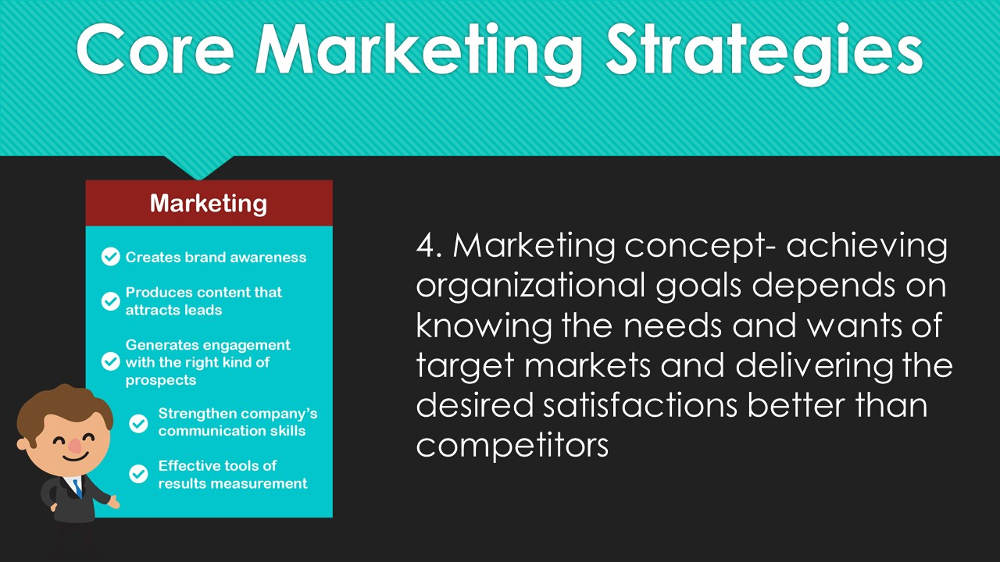 Core Marketing Strategies
Marketing
Creates brand awareness
Produces content that
attracts leads
Generates engagement
with the right kind of
prospects
Strengthen company’s
communication skills
Effective tools of
results measurement
4. Marketing concept- achieving
organizational goals depends on
knowing the needs and wants of
target markets and delivering the
desired satisfactions better than
competitors